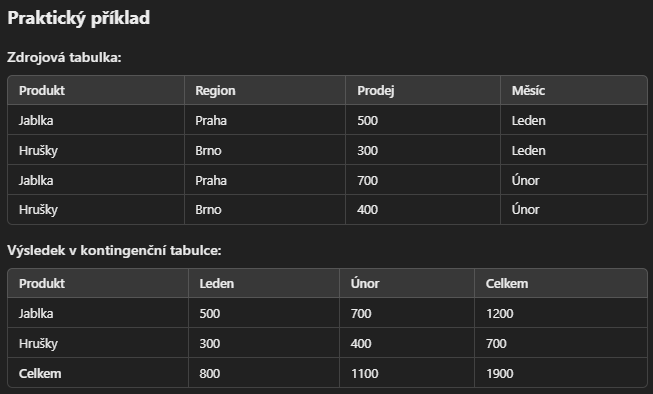 Praktický příklad
Zdrojová tabulka:
Produkt Region Prodej Měsíc
Jablka Praha 500 Leden
Hrušky Brno 300 Leden
Jablka Praha 700 Únor
Hrušky Brno 400 Únor
Výsledek v kontingenční tabulce:
Produkt Leden Únor Celkem
Jablka 500 700 1200
Hrušky 300 400 700
Celkem 800 1100 1900